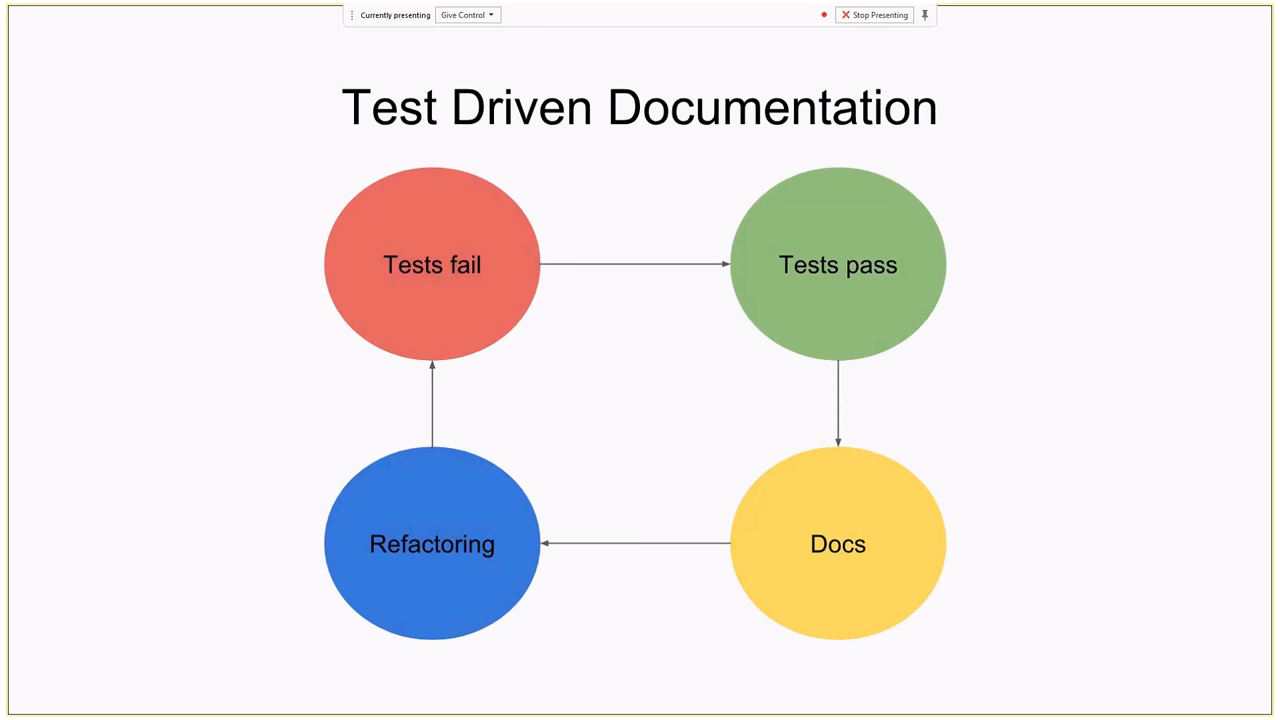 Currently presenting
Give Control
Stop Presenting
Test Driven Documentation
Tests fail
Tests pass
Refactoring
Docs